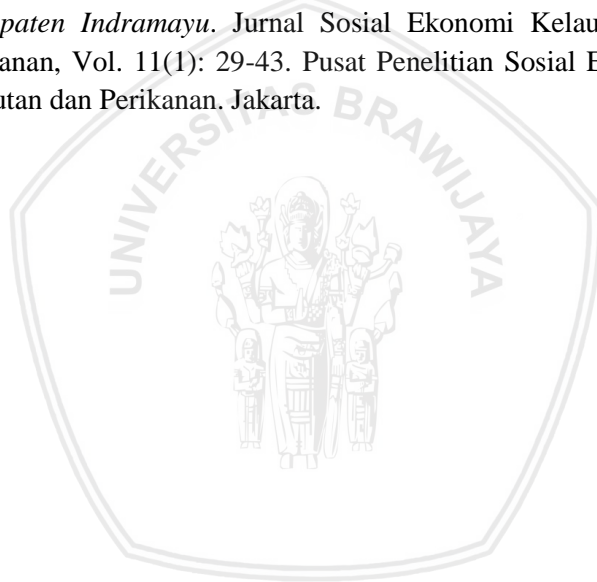 paten Indramayu. Jurnal Sosial Ekonomi Kelau
anan, Vol. 11(1): 29-43. Pusat Penelitian Sosial E
utan dan Perikanan. Jakarta.
UNIVERSITAS BRAWIJAYA